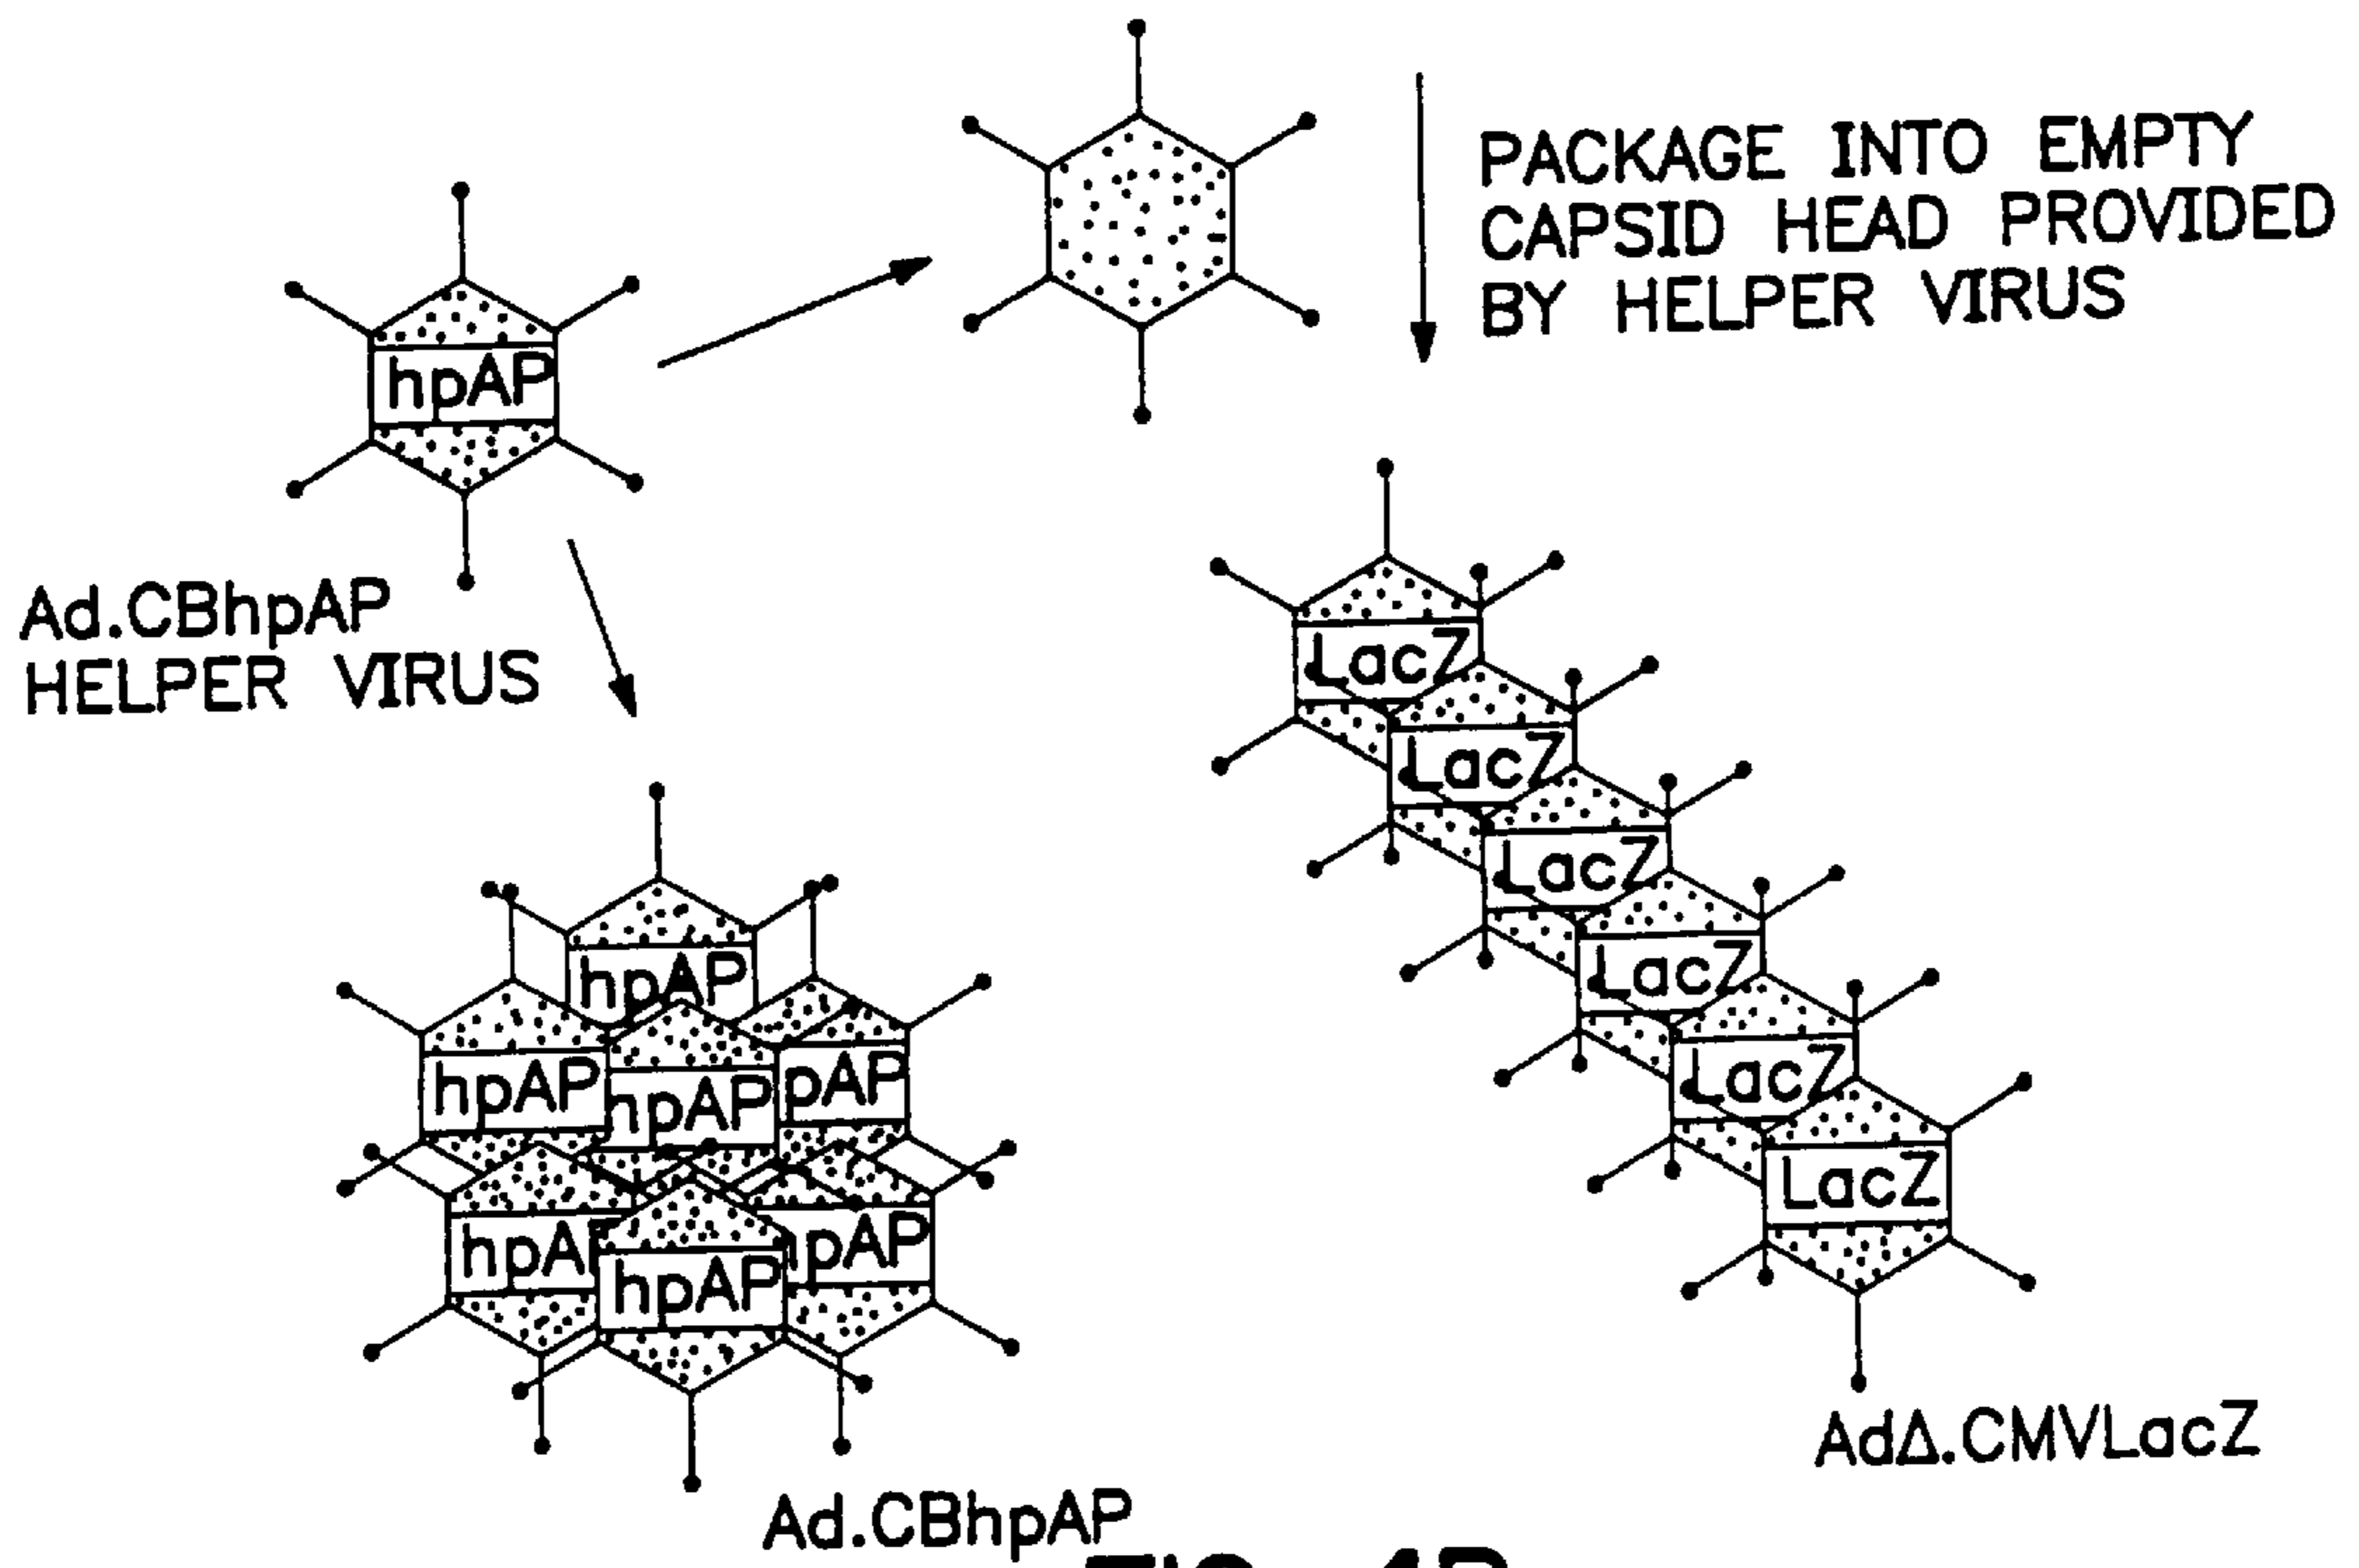 PACKAGE INTO EMPTY
CAPSID HEAD PROVIDED
BY HELPER VIRUS
hpAP
Ad.CBhpAP
HELPER VIRUS
LacZ
LacZ
LacZ
LacZ
LacZ
LacZ
hpAP
hpAP
hpAP
pAP
hpA
hpAP
pAP
AdΔ.CMVLacZ
Ad.CBhpAP